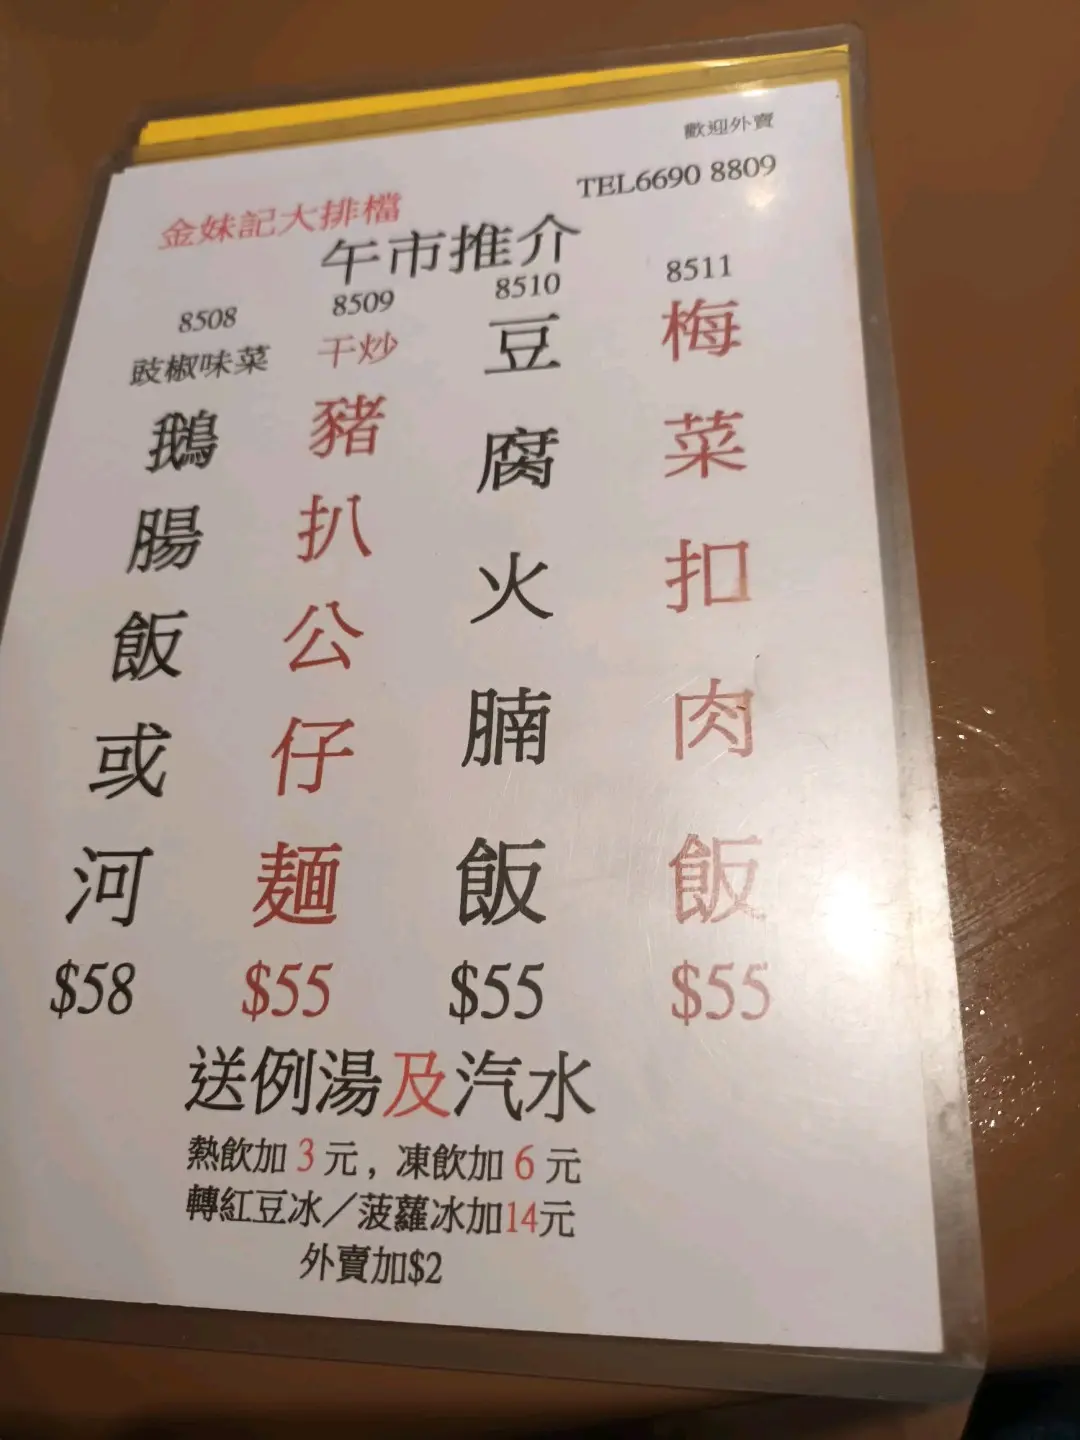 歡迎外賣
TEL6690 8809
金妹記大排檔
午市推介
8508
豉椒味菜
鵝腸飯或河
$58
8509
干炒
豬扒公仔麵
$55
8510
豆腐火腩飯
$55
8511
梅菜扣肉飯
$55
送例湯及汽水
熱飲加 3 元，凍飲加 6 元
轉紅豆冰／菠蘿冰加14元
外賣加$2